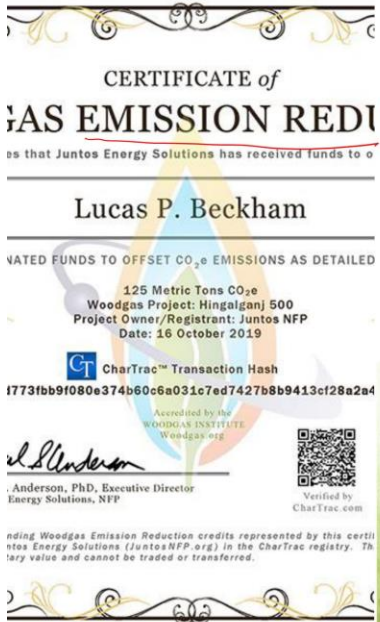 CERTIFICATE of
GAS EMISSION REDU
es that Juntos Energy Solutions has received funds to o
Lucas P. Beckham
NATED FUNDS TO OFFSET CO₂e EMISSIONS AS DETAILED
125 Metric Tons CO₂e
Woodgas Project: Hingalganj 500
Project Owner/Registrant: Juntos NFP
Date: 16 October 2019
CT CharTrac™ Transaction Hash
773fbb9f080e374b60c6a031c7ed7427b8b9413cf28a2a4
Accredited by the
WOODGAS INSTITUTE
Woodgas.org
. Anderson, PhD, Executive Director
Energy Solutions, NFP
Verified by
CharTrac.com
nding Woodgas Emission Reduction credits represented by this certi
ntos Energy Solutions (JuntosNFP.org) in the CharTrac registry. Th
tary value and cannot be traded or transferred.